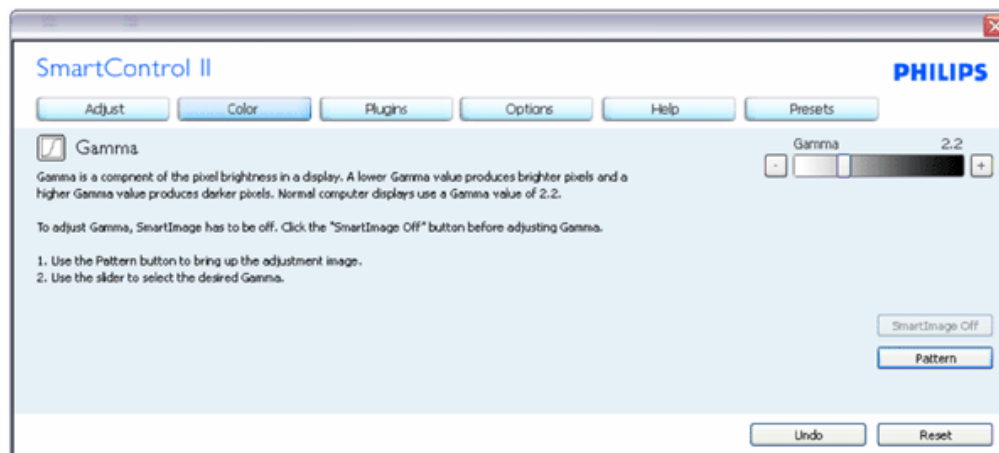 SmartControl II
PHILIPS
Adjust
Color
Plugins
Options
Help
Presets
Gamma
Gamma 2.2
- +
Gamma is a compnent of the pixel brightness in a display. A lower Gamma value produces brighter pixels and a
higher Gamma value produces darker pixels. Normal computer displays use a Gamma value of 2.2.
To adjust Gamma, SmartImage has to be off. Click the "SmartImage Off" button before adjusting Gamma.
1. Use the Pattern button to bring up the adjustment image.
2. Use the slider to select the desired Gamma.
SmartImage Off
Pattern
Undo
Reset